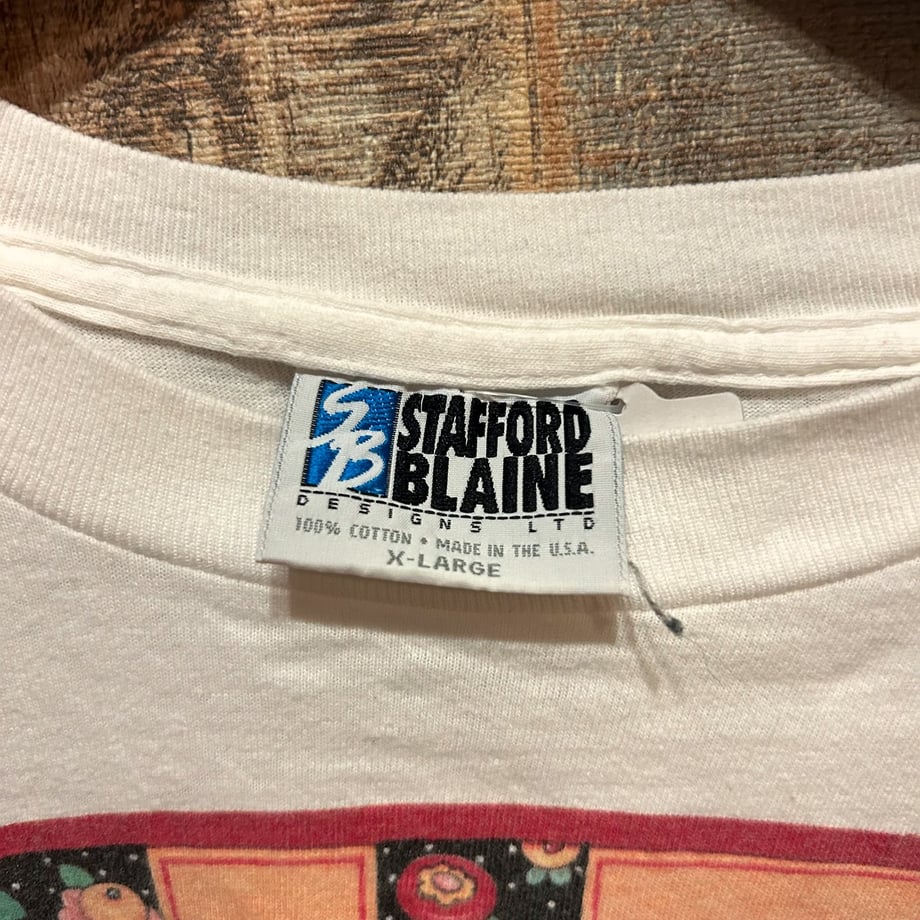 SB
STAFFORD
BLAINE
DESIGNS LTD
100% COTTON • MADE IN THE U.S.A.
X-LARGE